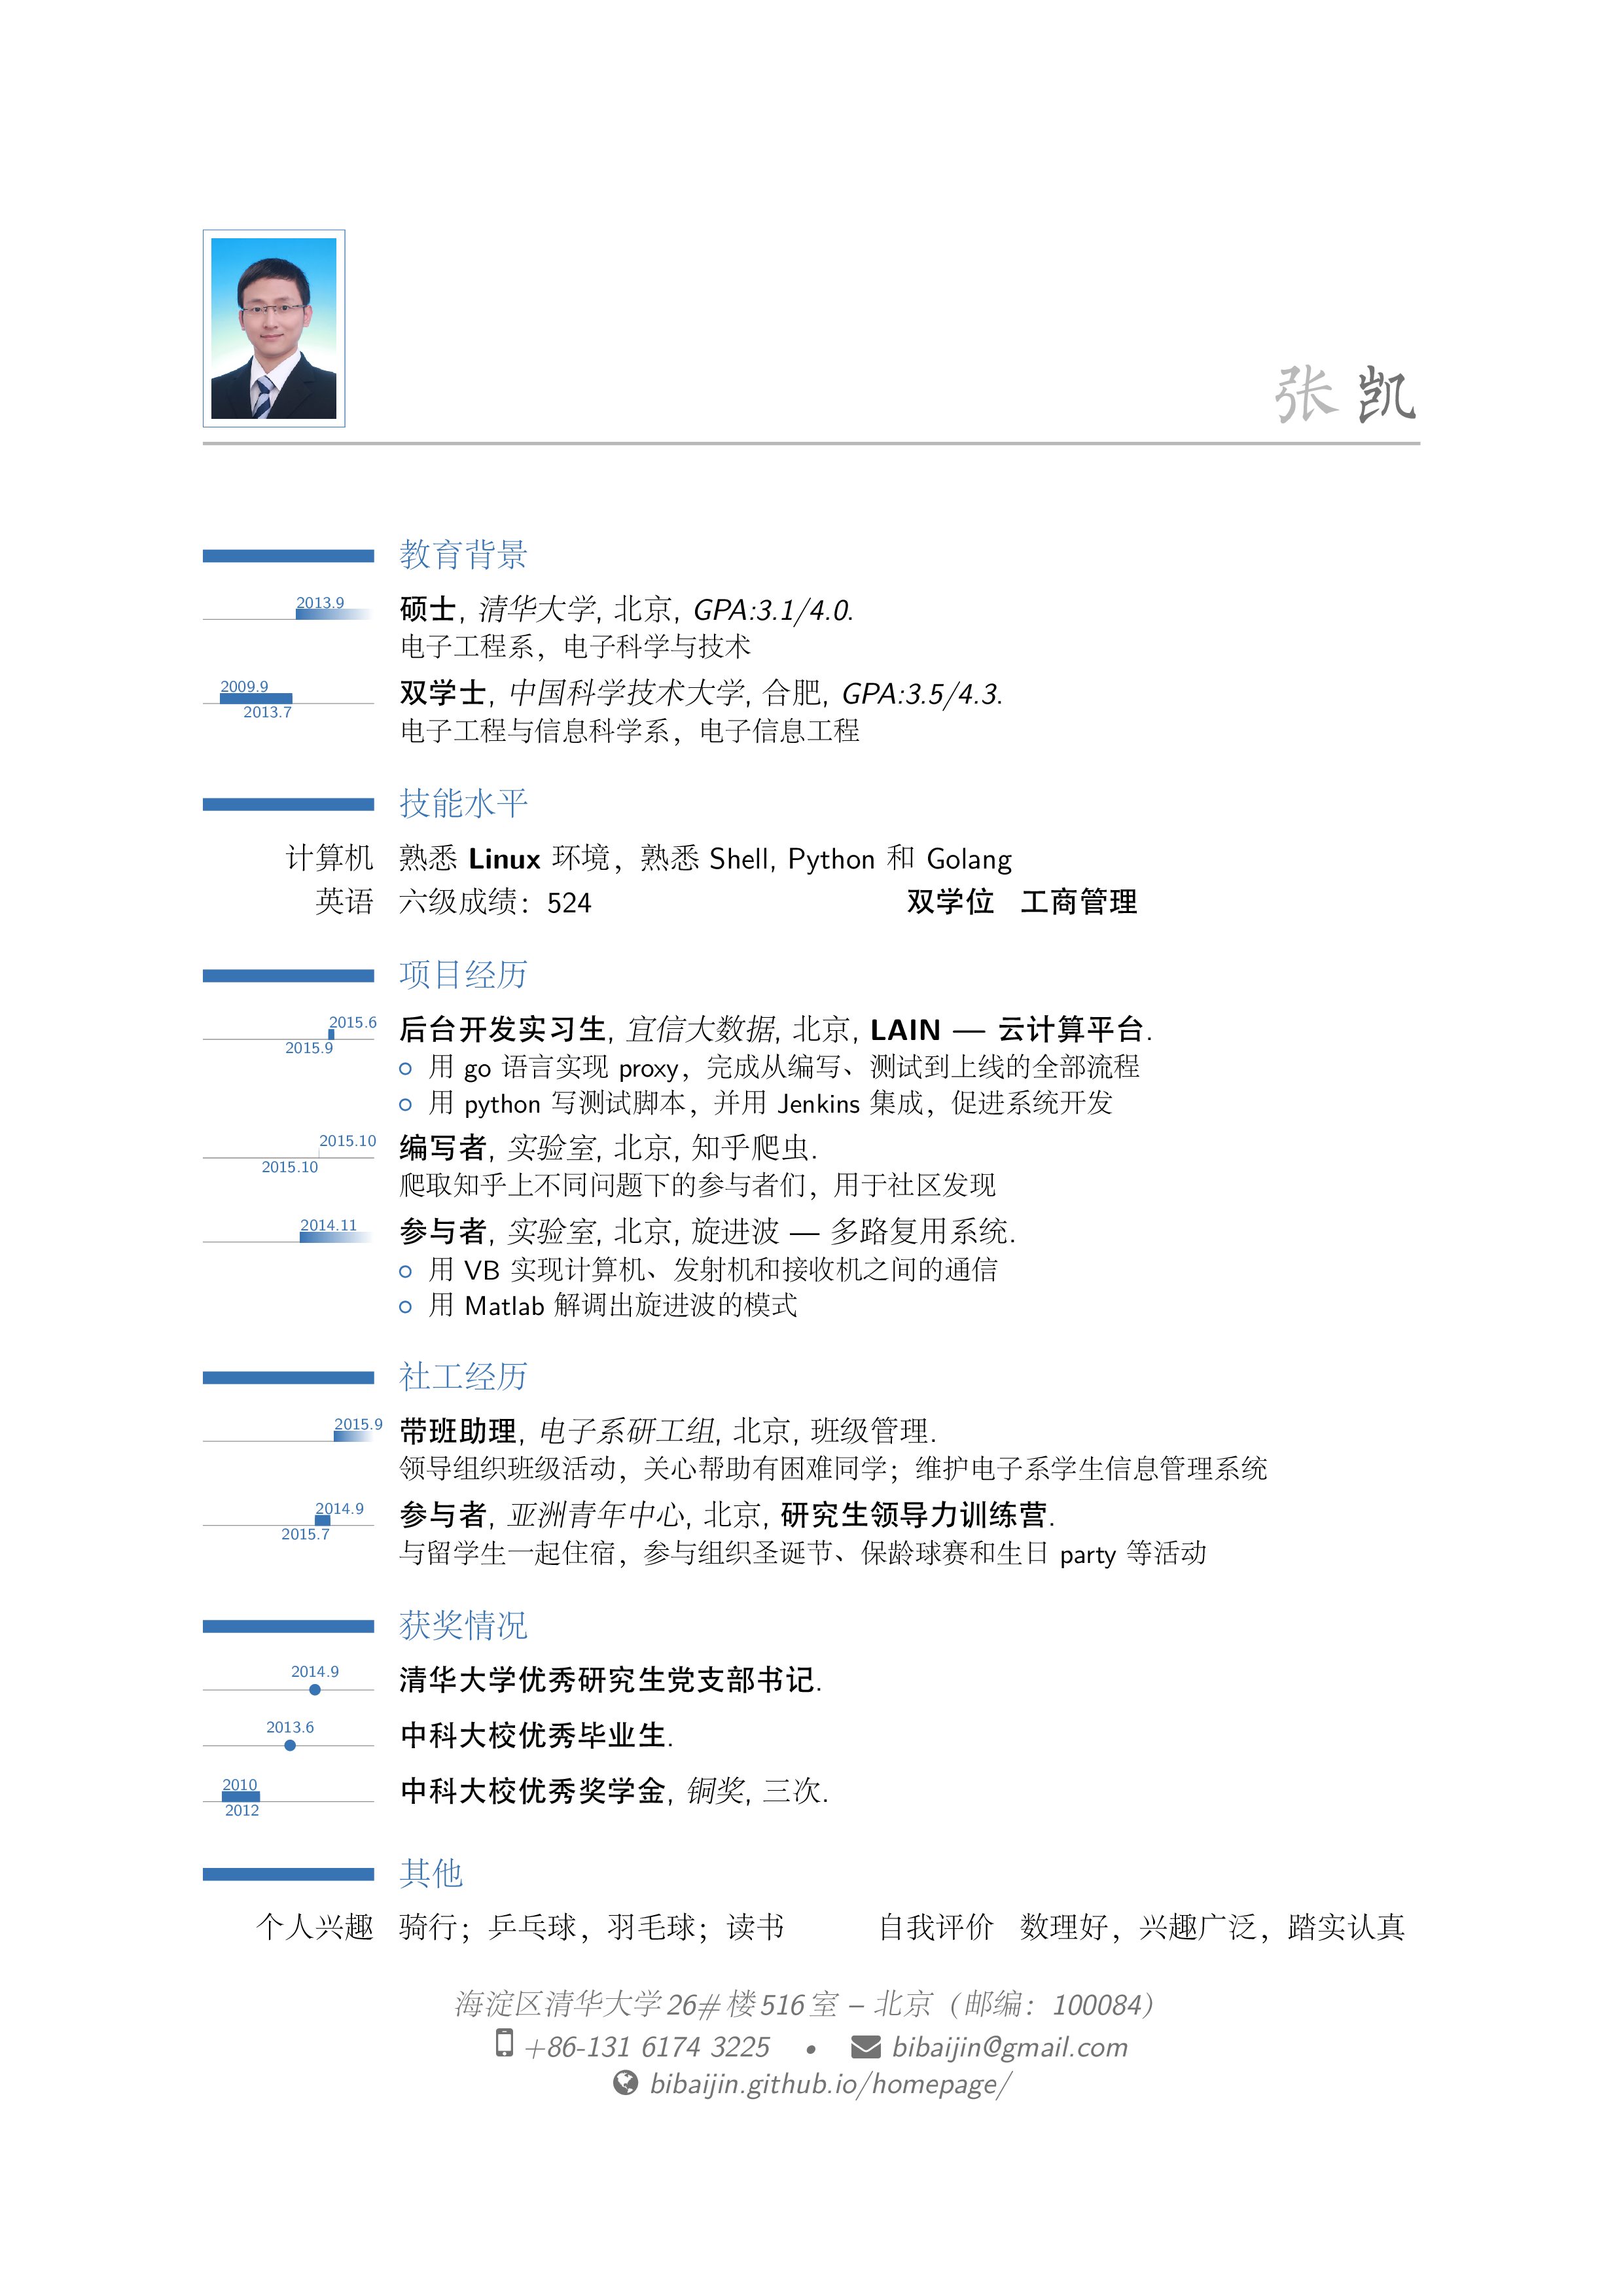 张 凯
教育背景
2013.9
硕士, 清华大学, 北京, GPA:3.1/4.0.
电子工程系，电子科学与技术
2009.9
2013.7
双学士, 中国科学技术大学, 合肥, GPA:3.5/4.3.
电子工程与信息科学系，电子信息工程
技能水平
计算机 熟悉 Linux 环境，熟悉 Shell, Python 和 Golang
英语 六级成绩：524 双学位 工商管理
项目经历
2015.6
2015.9
后台开发实习生, 宜信大数据, 北京, LAIN — 云计算平台.
用 go 语言实现 proxy，完成从编写、测试到上线的全部流程
用 python 写测试脚本，并用 Jenkins 集成，促进系统开发
2015.10
2015.10
编写者, 实验室, 北京, 知乎爬虫.
爬取知乎上不同问题下的参与者们，用于社区发现
2014.11
参与者, 实验室, 北京, 旋进波 — 多路复用系统.
用 VB 实现计算机、发射机和接收机之间的通信
用 Matlab 解调出旋进波的模式
社工经历
2015.9
带班助理, 电子系研工组, 北京, 班级管理.
领导组织班级活动，关心帮助有困难同学；维护电子系学生信息管理系统
2014.9
2015.7
参与者, 亚洲青年中心, 北京, 研究生领导力训练营.
与留学生一起住宿，参与组织圣诞节、保龄球赛和生日 party 等活动
获奖情况
2014.9
清华大学优秀研究生党支部书记.
2013.6
中科大校优秀毕业生.
2010
2012
中科大校优秀奖学金, 铜奖, 三次.
其他
个人兴趣 骑行；乒乓球，羽毛球；读书 自我评价 数理好，兴趣广泛，踏实认真
海淀区清华大学 26# 楼 516 室 – 北京（邮编：100084）
+86-131 6174 3225 • bibaijin@gmail.com
bibaijin.github.io/homepage/